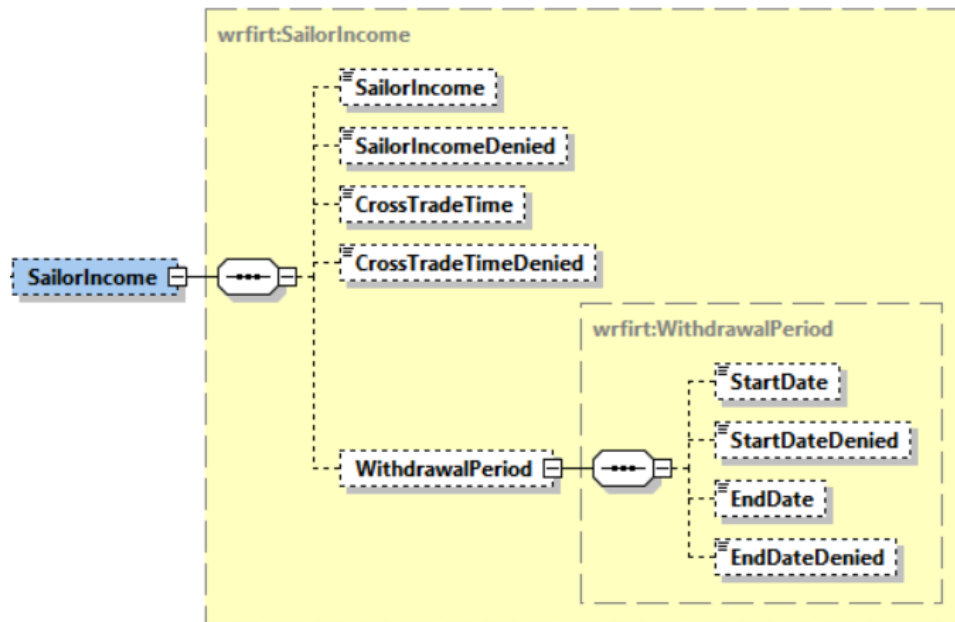 wrfirt:SailorIncome
SailorIncome
SailorIncomeDenied
CrossTradeTime
CrossTradeTimeDenied
SailorIncome
wrfirt:WithdrawalPeriod
StartDate
StartDateDenied
WithdrawalPeriod
EndDate
EndDateDenied